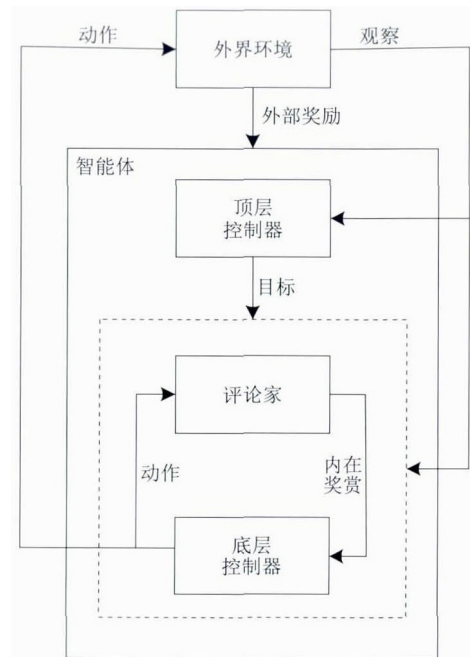 动作
外界环境
观察
外部奖励
智能体
顶层
控制器
目标
评论家
动作
内在
奖赏
底层
控制器